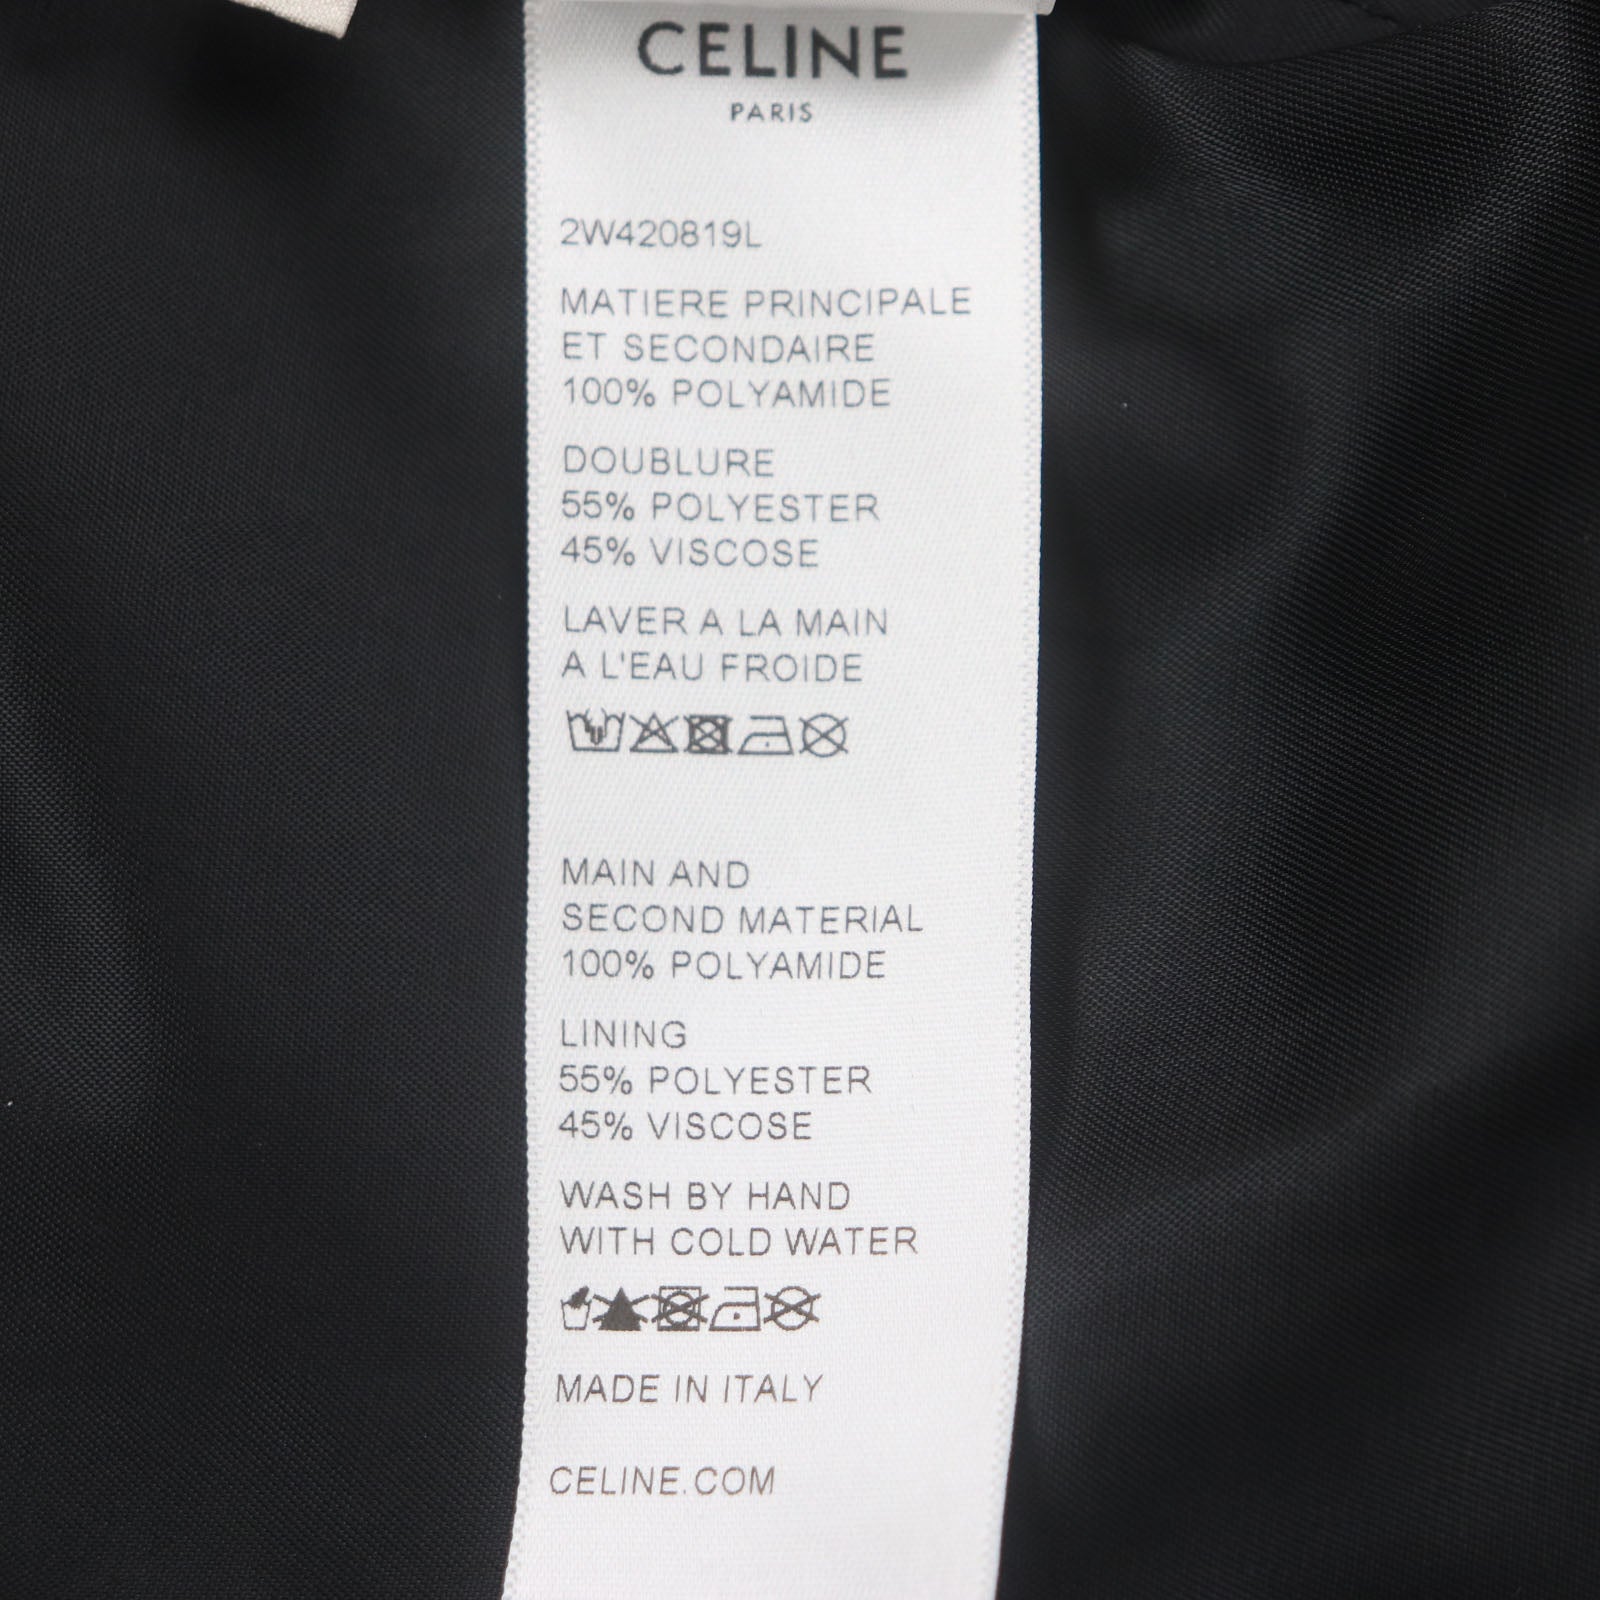 CELINE
PARIS
2W420819L
MATIERE PRINCIPALE
ET SECONDAIRE
100% POLYAMIDE
DOUBLURE
55% POLYESTER
45% VISCOSE
LAVER A LA MAIN
A L'EAU FROIDE
MAIN AND
SECOND MATERIAL
100% POLYAMIDE
LINING
55% POLYESTER
45% VISCOSE
WASH BY HAND
WITH COLD WATER
MADE IN ITALY
CELINE.COM